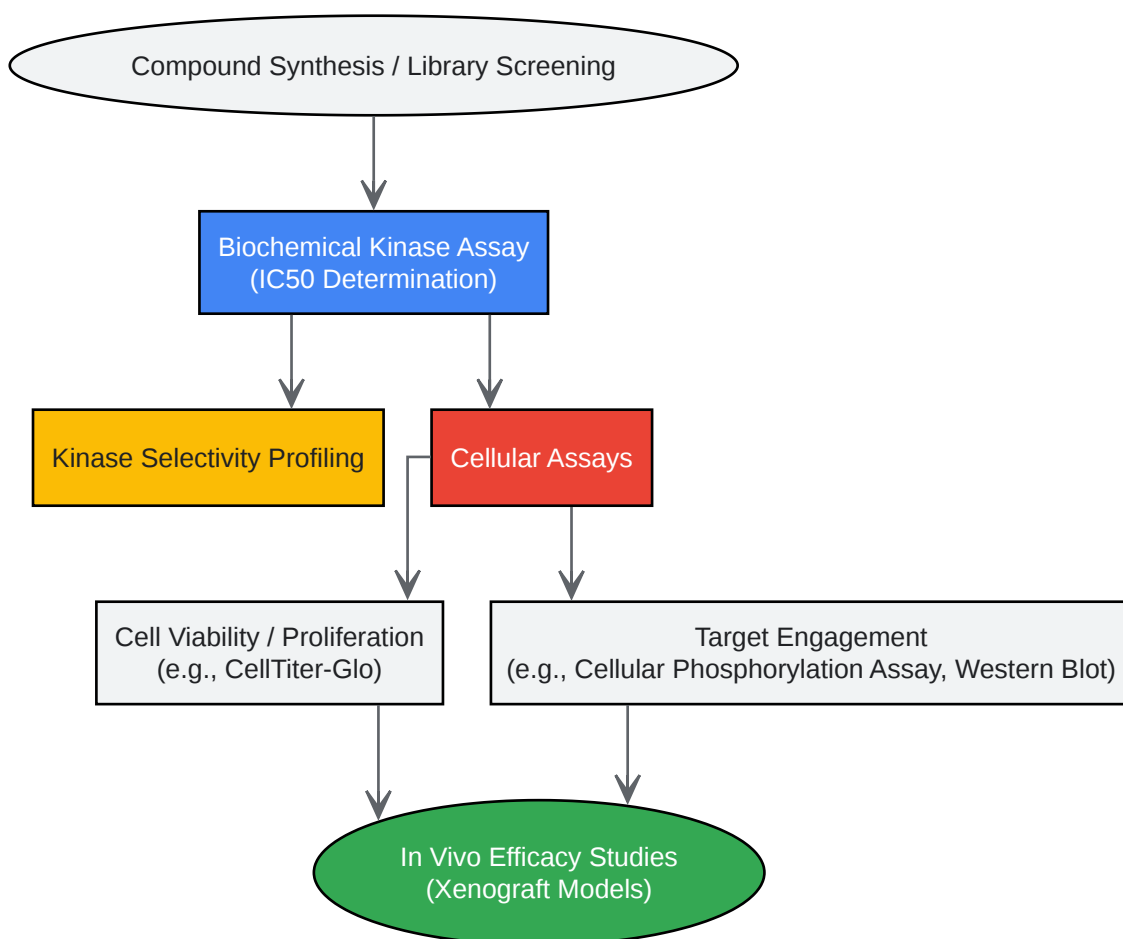 Compound Synthesis / Library Screening
Biochemical Kinase Assay
(IC50 Determination)
Kinase Selectivity Profiling
Cellular Assays
Cell Viability / Proliferation
(e.g., CellTiter-Glo)
Target Engagement
(e.g., Cellular Phosphorylation Assay, Western Blot)
In Vivo Efficacy Studies
(Xenograft Models)